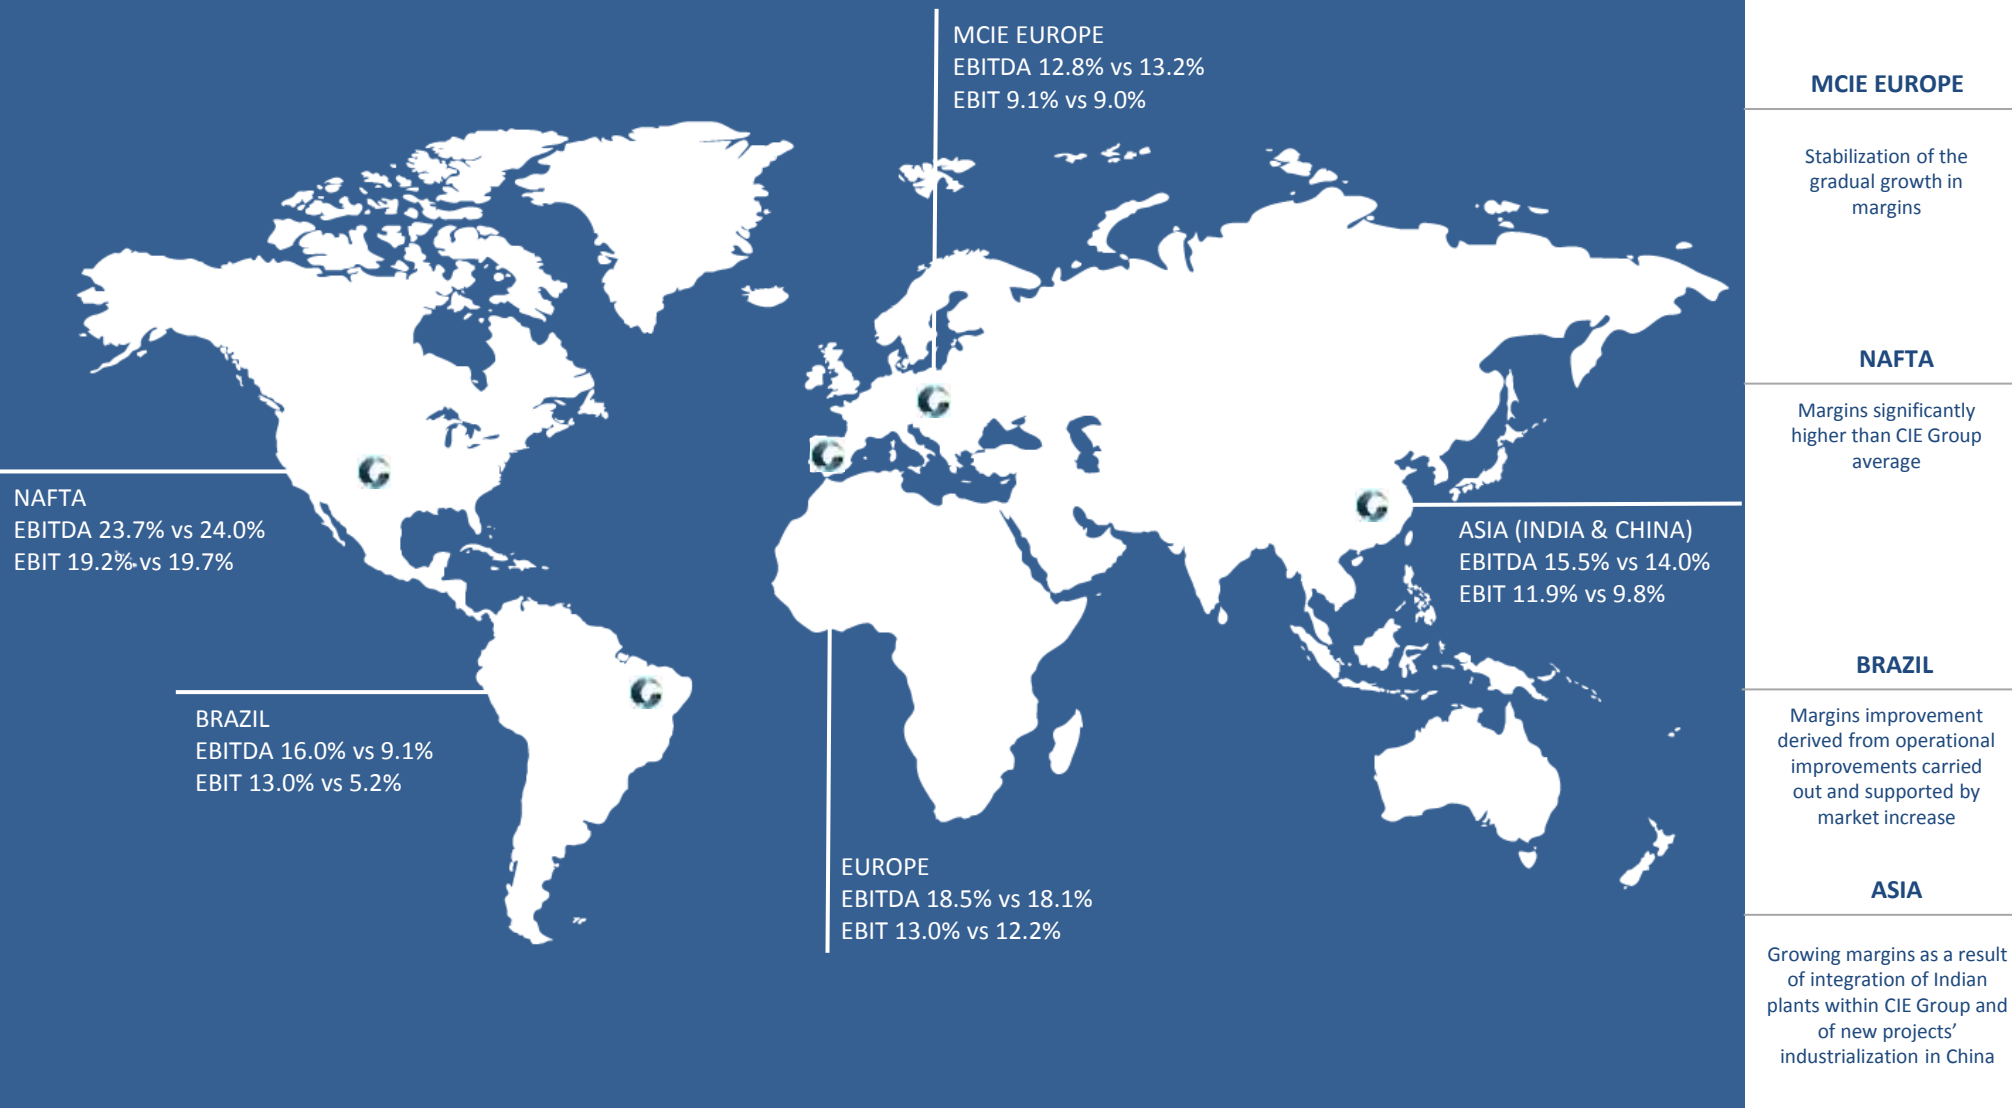 MCIE EUROPE
EBITDA 12.8% vs 13.2%
EBIT 9.1% vs 9.0%
NAFTA
EBITDA 23.7% vs 24.0%
EBIT 19.2% vs 19.7%
ASIA (INDIA & CHINA)
EBITDA 15.5% vs 14.0%
EBIT 11.9% vs 9.8%
BRAZIL
EBITDA 16.0% vs 9.1%
EBIT 13.0% vs 5.2%
EUROPE
EBITDA 18.5% vs 18.1%
EBIT 13.0% vs 12.2%
MCIE EUROPE
Stabilization of the
gradual growth in
margins
NAFTA
Margins significantly
higher than CIE Group
average
BRAZIL
Margins improvement
derived from operational
improvements carried
out and supported by
market increase
ASIA
Growing margins as a result
of integration of Indian
plants within CIE Group and
of new projects’
industrialization in China